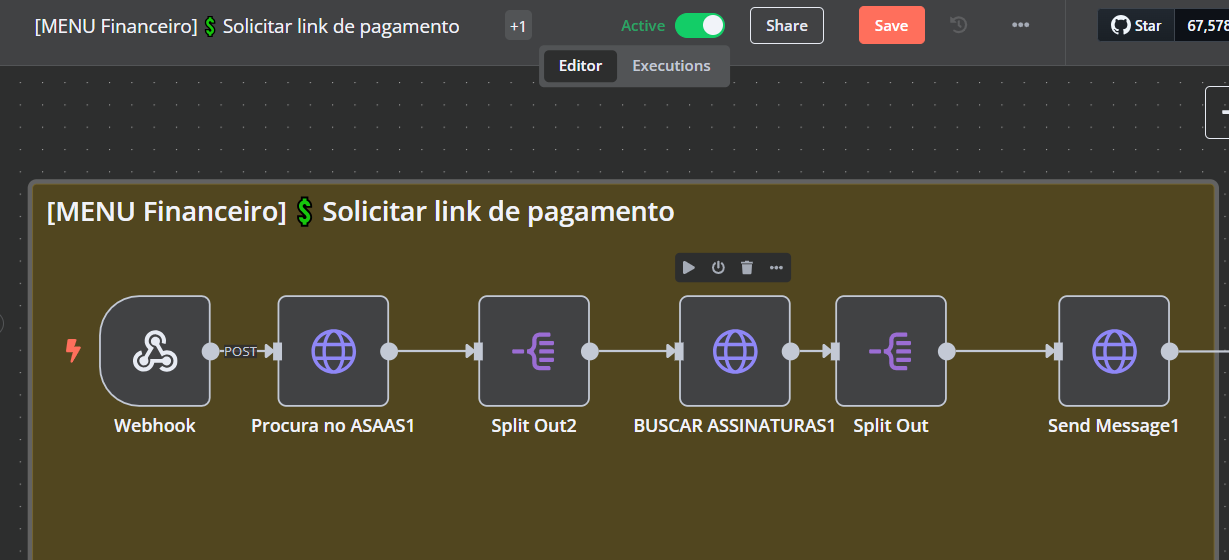 [MENU Financeiro] 💲 Solicitar link de pagamento +1 Active Share Save ••• Star 67,578
Editor Executions
[MENU Financeiro] 💲 Solicitar link de pagamento
POST
Webhook Procura no ASAAS1 Split Out2 BUSCAR ASSINATURAS1 Split Out Send Message1